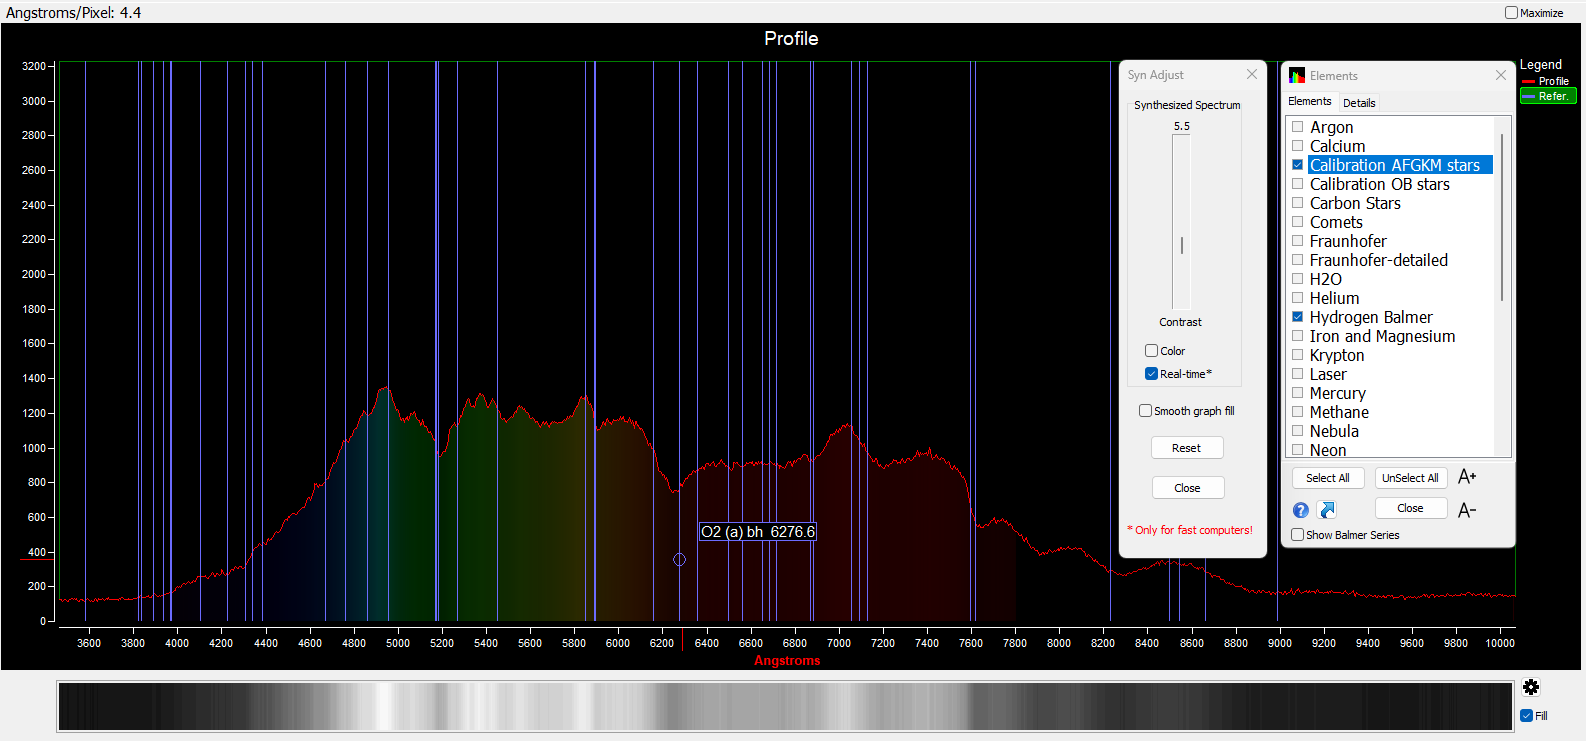 Angstroms/Pixel: 4.4
Maximize
Profile
3200
3000
2800
2600
2400
2200
2000
1800
1600
1400
1200
1000
800
600
400
200
0
O2 (a) bh 6276.6
3600 3800 4000 4200 4400 4600 4800 5000 5200 5400 5600 5800 6000 6200 6400 6600 6800 7000 7200 7400 7600 7800 8000 8200 8400 8600 8800 9000 9200 9400 9600 9800 10000
Angstroms
Syn Adjust
Synthesized Spectrum
5.5
Contrast
Color
Real-time*
Smooth graph fill
Reset
Close
* Only for fast computers!
Elements
Elements Details
Argon
Calcium
Calibration AFGKM stars
Calibration OB stars
Carbon Stars
Comets
Fraunhofer
Fraunhofer-detailed
H2O
Helium
Hydrogen Balmer
Iron and Magnesium
Krypton
Laser
Mercury
Methane
Nebula
Neon
Select All UnSelect All A+
? Close A-
Show Balmer Series
Legend
Profile
Refer.
Fill